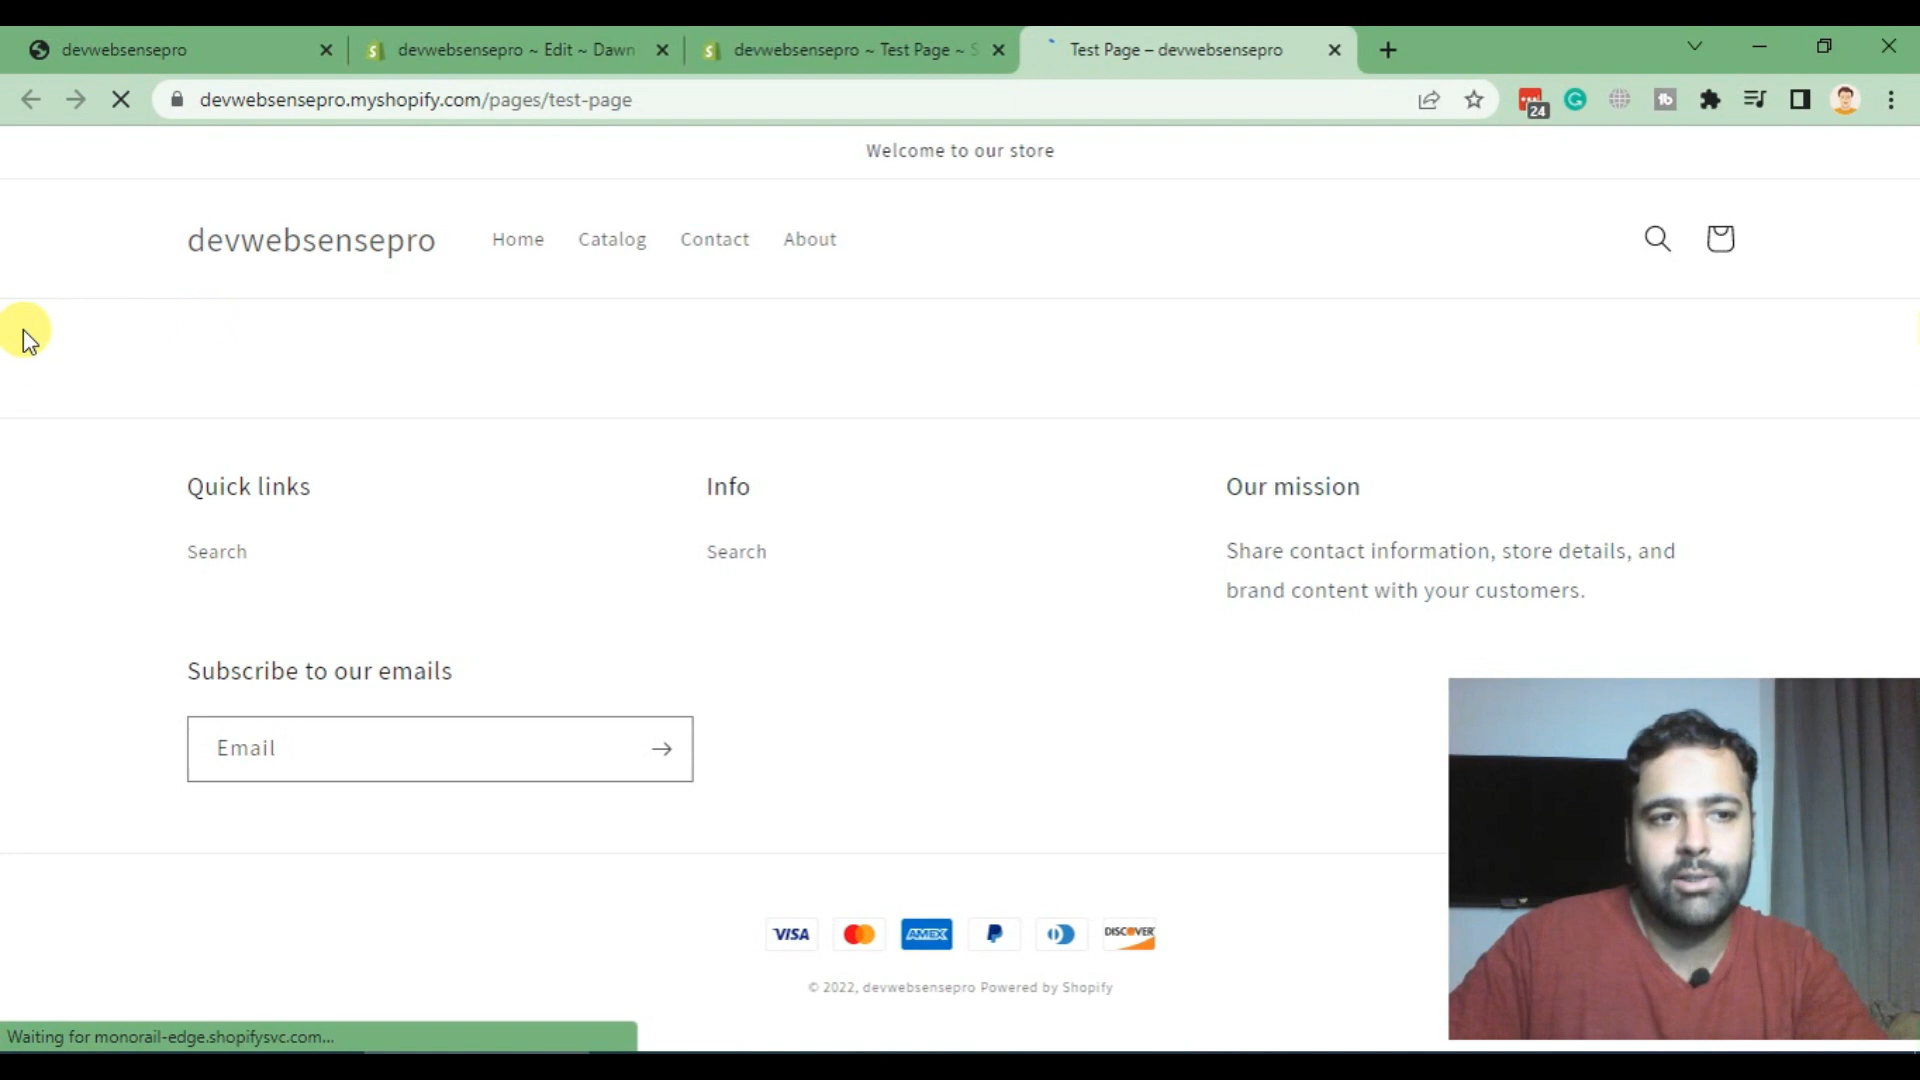 devwebsensepro
devwebsensepro ~ Edit ~ Dawn
devwebsensepro ~ Test Page ~ S
Test Page – devwebsensepro
devwebsensepro.myshopify.com/pages/test-page
24
Welcome to our store
devwebsensepro
Home
Catalog
Contact
About
Quick links
Search
Info
Search
Our mission
Share contact information, store details, and
brand content with your customers.
Subscribe to our emails
Email
VISA
AMEX
DISCOVER
© 2022, devwebsensepro Powered by Shopify
Waiting for monorail-edge.shopifysvc.com...